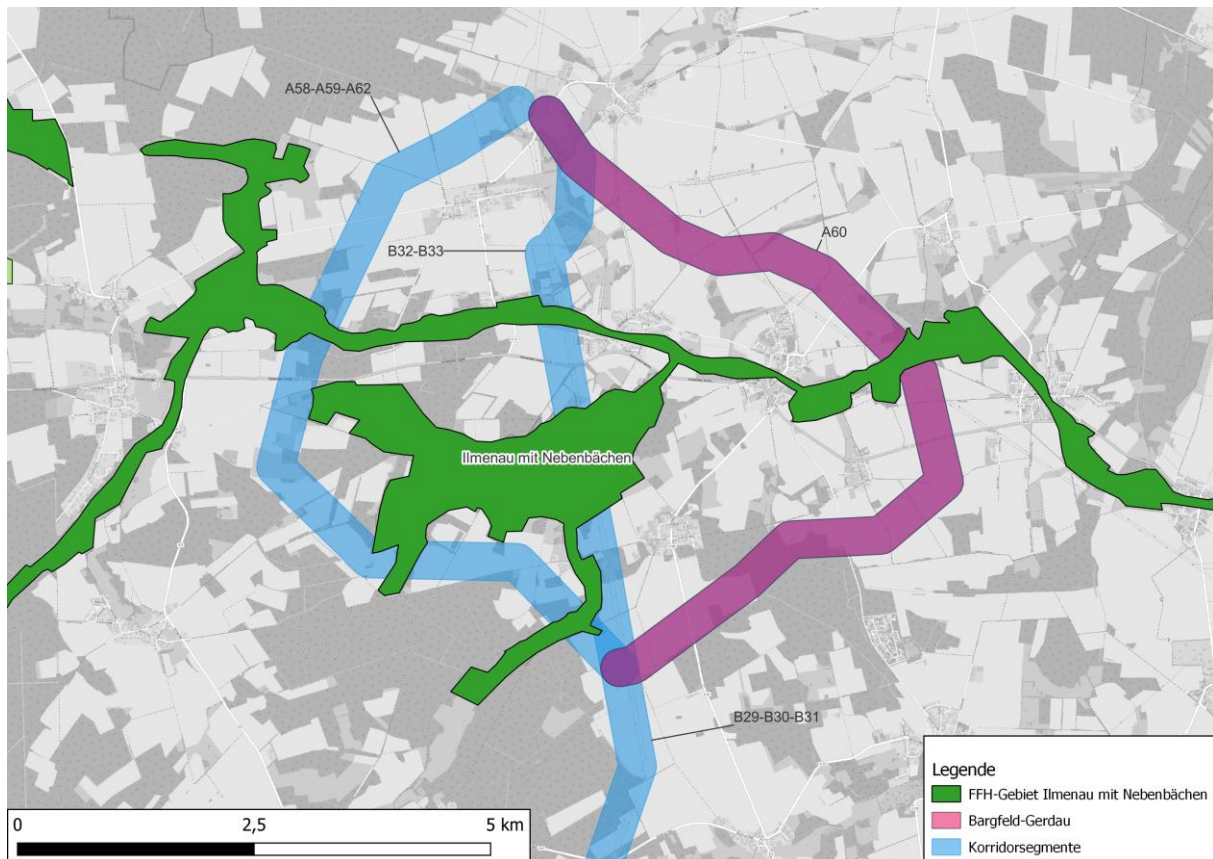 A58-A59-A62
A60
B32-B33
Ilmenau mit Nebenbächen
B29-B30-B31
Legende
FFH-Gebiet Ilmenau mit Nebenbächen
Bargfeld-Gerdau
Korridorsegmente
0 2,5 5 km